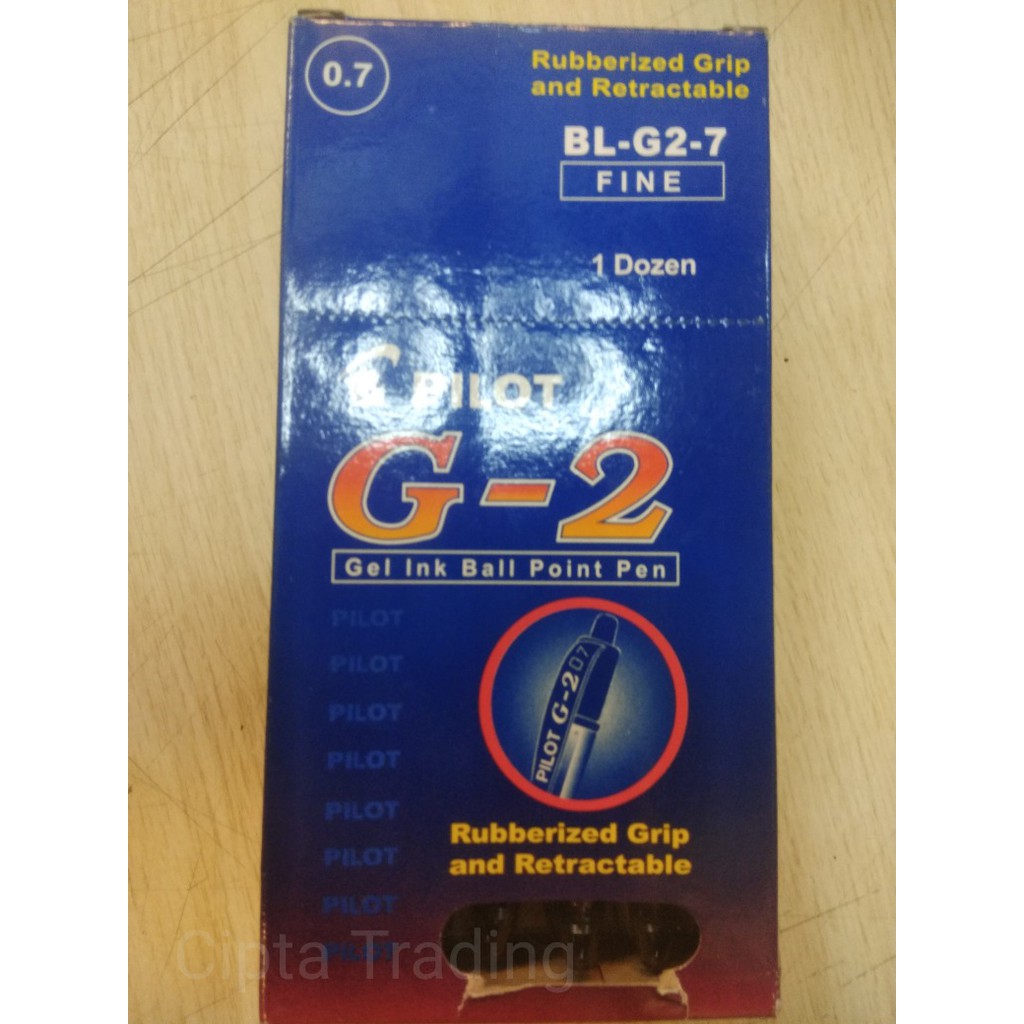 0.7
Rubberized Grip
and Retractable
BL-G2-7
FINE
1 Dozen
PILOT
G-2
Gel Ink Ball Point Pen
PILOT
PILOT
PILOT
PILOT
PILOT
PILOT
PILOT
PILOT
PILOT G-2 07
Rubberized Grip
and Retractable
Cipta Trading